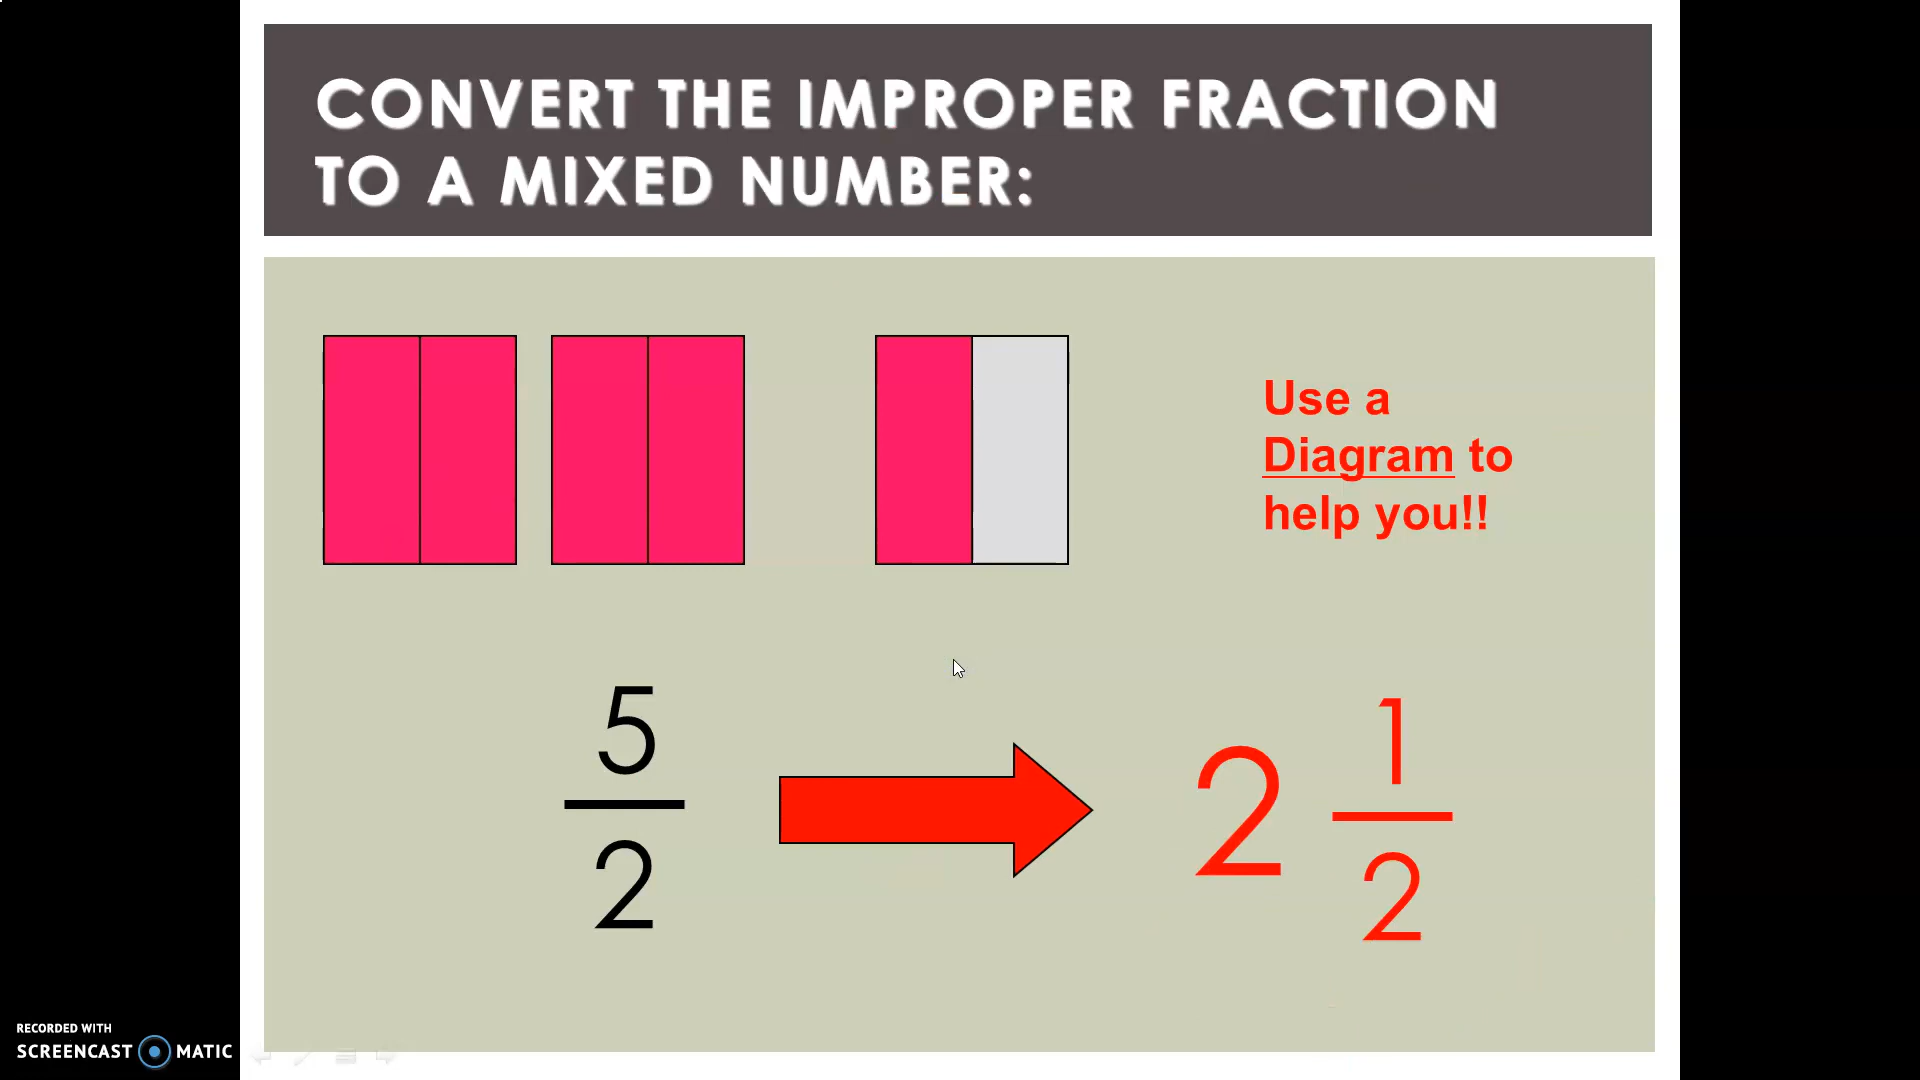 CONVERT THE IMPROPER FRACTION
TO A MIXED NUMBER:
Use a
Diagram to
help you!!
5
2
2 1
2
RECORDED WITH
SCREENCAST MATIC